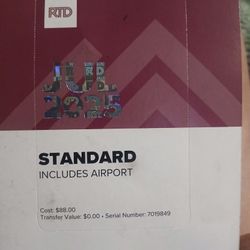 RTD
JUL
2025
STANDARD
INCLUDES AIRPORT
Cost: $88.00
Transfer Value: $0.00 • Serial Number: 7019849